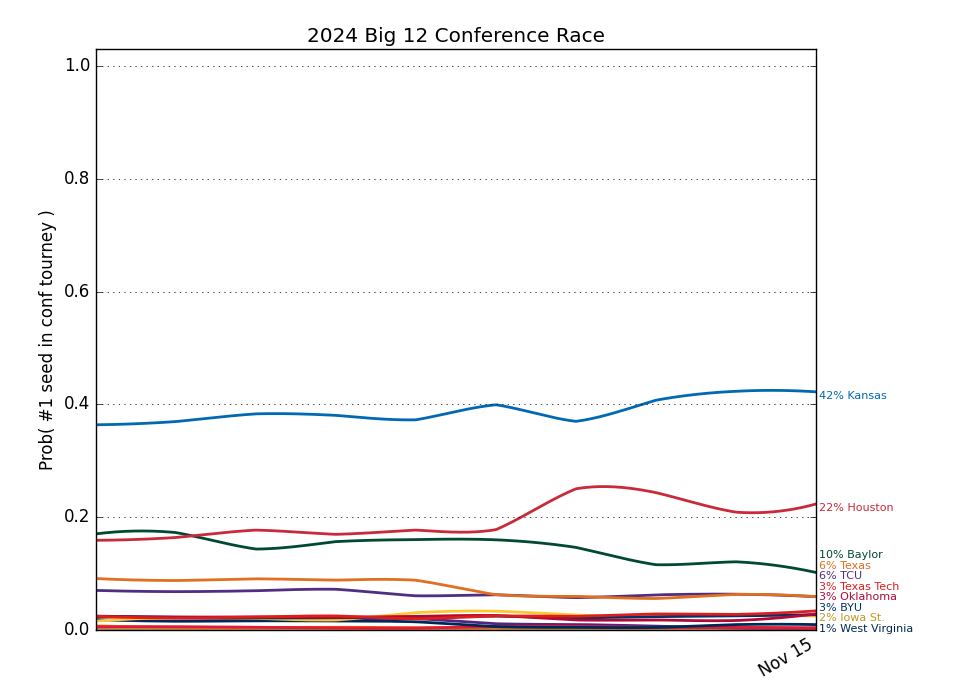 2024 Big 12 Conference Race
Prob( #1 seed in conf tourney )
1.0
0.8
0.6
0.4
0.2
0.0
42% Kansas
22% Houston
10% Baylor
6% Texas
6% TCU
3% Texas Tech
3% Oklahoma
3% BYU
2% Iowa St.
1% West Virginia
Nov 15